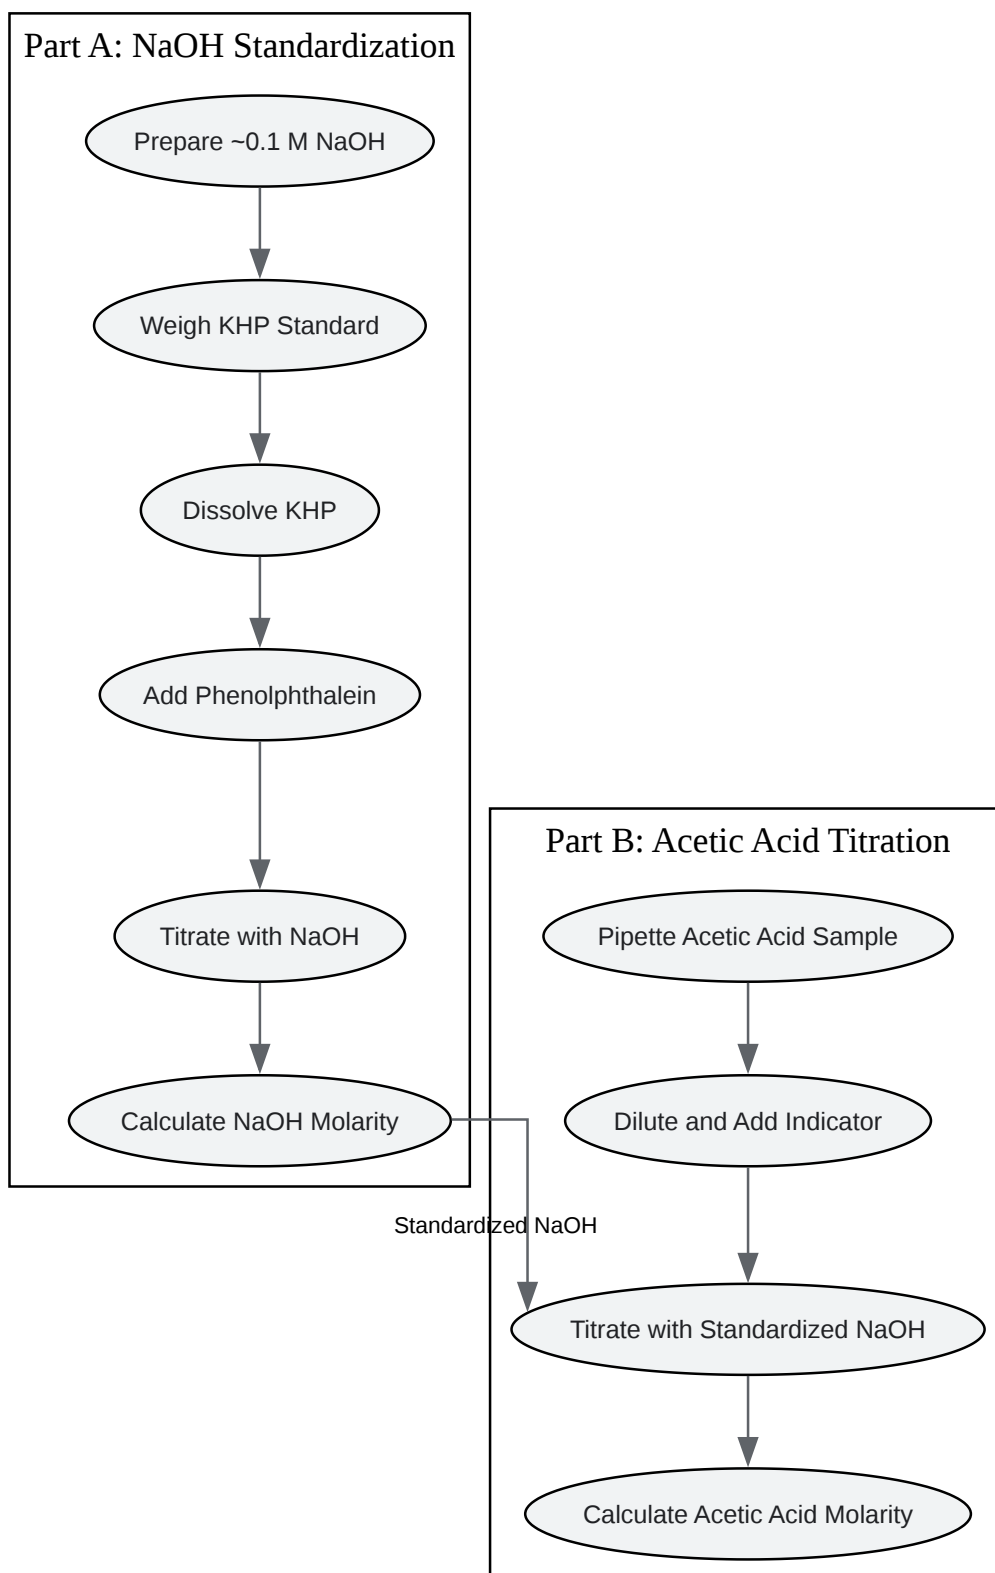 Part A: NaOH Standardization
Prepare ~0.1 M NaOH
Weigh KHP Standard
Dissolve KHP
Add Phenolphthalein
Titrate with NaOH
Calculate NaOH Molarity
Standardized NaOH
Part B: Acetic Acid Titration
Pipette Acetic Acid Sample
Dilute and Add Indicator
Titrate with Standardized NaOH
Calculate Acetic Acid Molarity